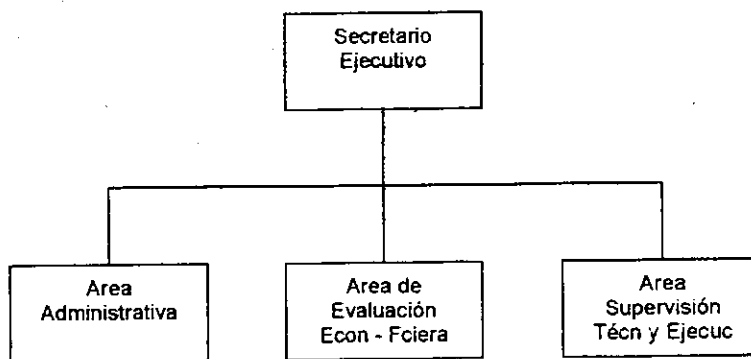 Secretario
Ejecutivo
Area
Administrativa
Area de
Evaluación
Econ - Fciera
Area
Supervisión
Técn y Ejecuc